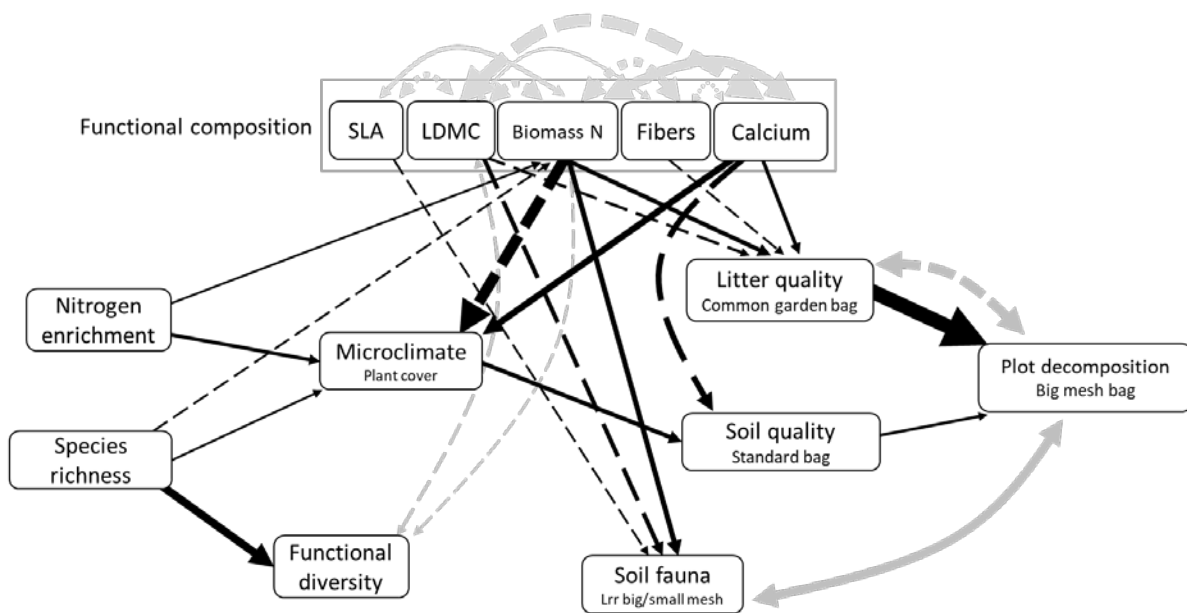 Functional composition
SLA
LDMC
Biomass N
Fibers
Calcium
Litter quality
Common garden bag
Nitrogen
enrichment
Microclimate
Plant cover
Plot decomposition
Big mesh bag
Soil quality
Standard bag
Species
richness
Functional
diversity
Soil fauna
Lrr big/small mesh